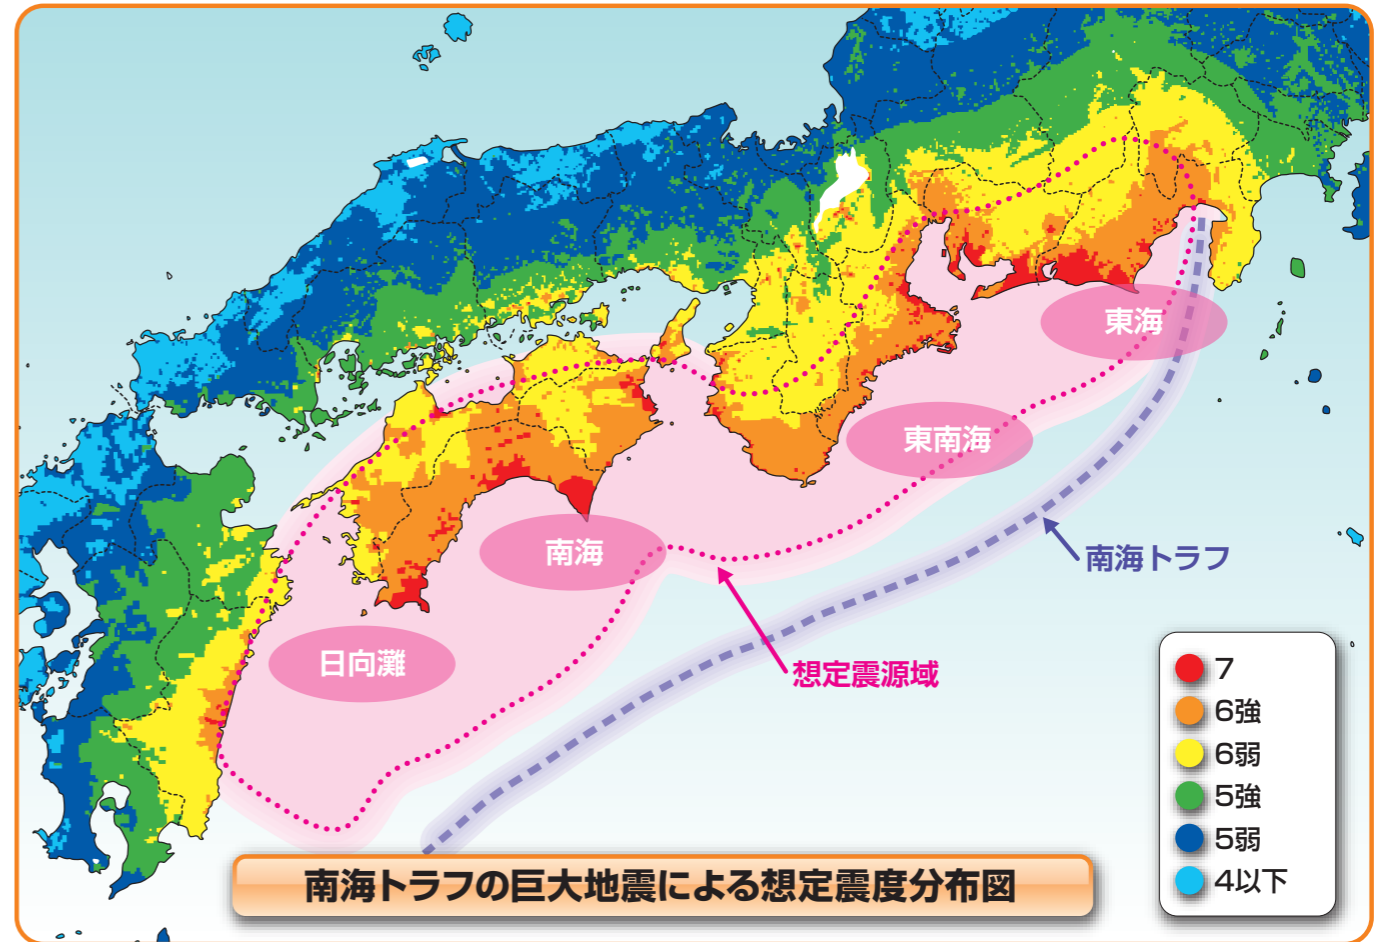 東海
東南海
南海
南海トラフ
日向灘
想定震源域
7
6強
6弱
5強
5弱
4以下
南海トラフの巨大地震による想定震度分布図